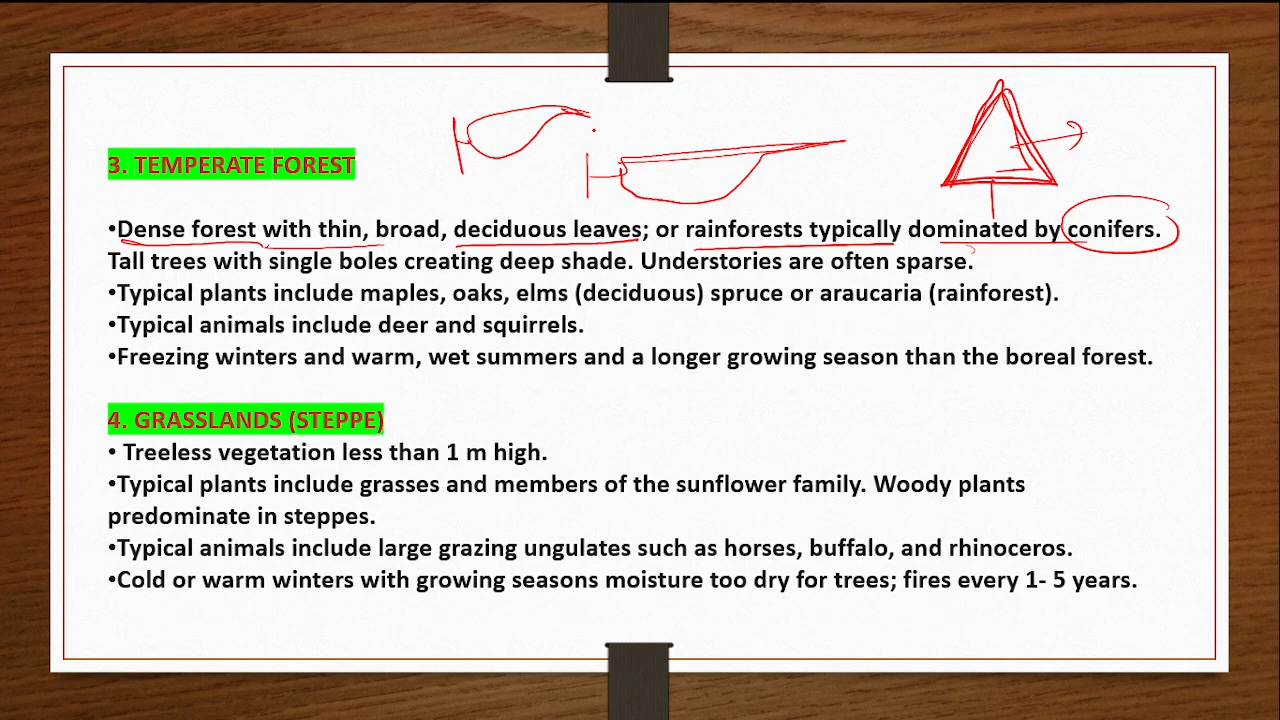 3. TEMPERATE FOREST
•Dense forest with thin, broad, deciduous leaves; or rainforests typically dominated by conifers.
Tall trees with single boles creating deep shade. Understories are often sparse.
•Typical plants include maples, oaks, elms (deciduous) spruce or araucaria (rainforest).
•Typical animals include deer and squirrels.
•Freezing winters and warm, wet summers and a longer growing season than the boreal forest.
4. GRASSLANDS (STEPPE)
• Treeless vegetation less than 1 m high.
•Typical plants include grasses and members of the sunflower family. Woody plants
predominate in steppes.
•Typical animals include large grazing ungulates such as horses, buffalo, and rhinoceros.
•Cold or warm winters with growing seasons moisture too dry for trees; fires every 1- 5 years.